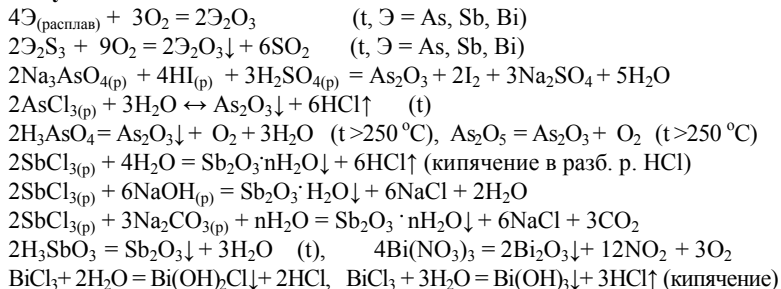 4Э(расплав) + 3O₂ = 2Э₂O₃ (t, Э = As, Sb, Bi)
2Э₂S₃ + 9O₂ = 2Э₂O₃↓ + 6SO₂ (t, Э = As, Sb, Bi)
2Na₃AsO₄(р) + 4HI(р) + 3H₂SO₄(р) = As₂O₃ + 2I₂ + 3Na₂SO₄ + 5H₂O
2AsCl₃(р) + 3H₂O ↔ As₂O₃↓ + 6HCl↑ (t)
2H₃AsO₄ = As₂O₃↓ + O₂ + 3H₂O (t >250 °C), As₂O₅ = As₂O₃ + O₂ (t >250 °C)
2SbCl₃(р) + 4H₂O = Sb₂O₃·nH₂O↓ + 6HCl↑ (кипячение в разб. р. HCl)
2SbCl₃(р) + 6NaOH(р) = Sb₂O₃·H₂O↓ + 6NaCl + 2H₂O
2SbCl₃(р) + 3Na₂CO₃(р) + nH₂O = Sb₂O₃·nH₂O↓ + 6NaCl + 3CO₂
2H₃SbO₃ = Sb₂O₃↓ + 3H₂O (t), 4Bi(NO₃)₃ = 2Bi₂O₃↓ + 12NO₂ + 3O₂
BiCl₃ + 2H₂O = Bi(OH)₂Cl↓ + 2HCl, BiCl₃ + 3H₂O = Bi(OH)₃↓ + 3HCl↑ (кипячение)